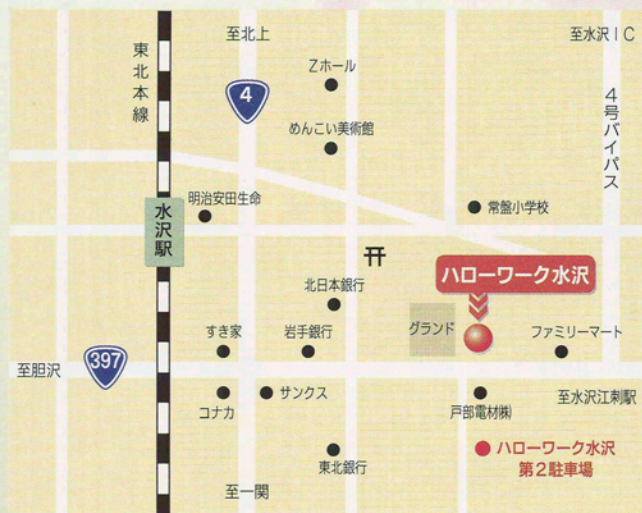 至北上
至水沢IC
東北本線
Zホール
4
4号バイパス
めんこい美術館
明治安田生命
常盤小学校
水沢駅
ハローワーク水沢
北日本銀行
グランド
すき家
岩手銀行
ファミリーマート
397
至胆沢
サンクス
コナカ
戸部電材㈱
至水沢江刺駅
東北銀行
ハローワーク水沢
第2駐車場
至一関